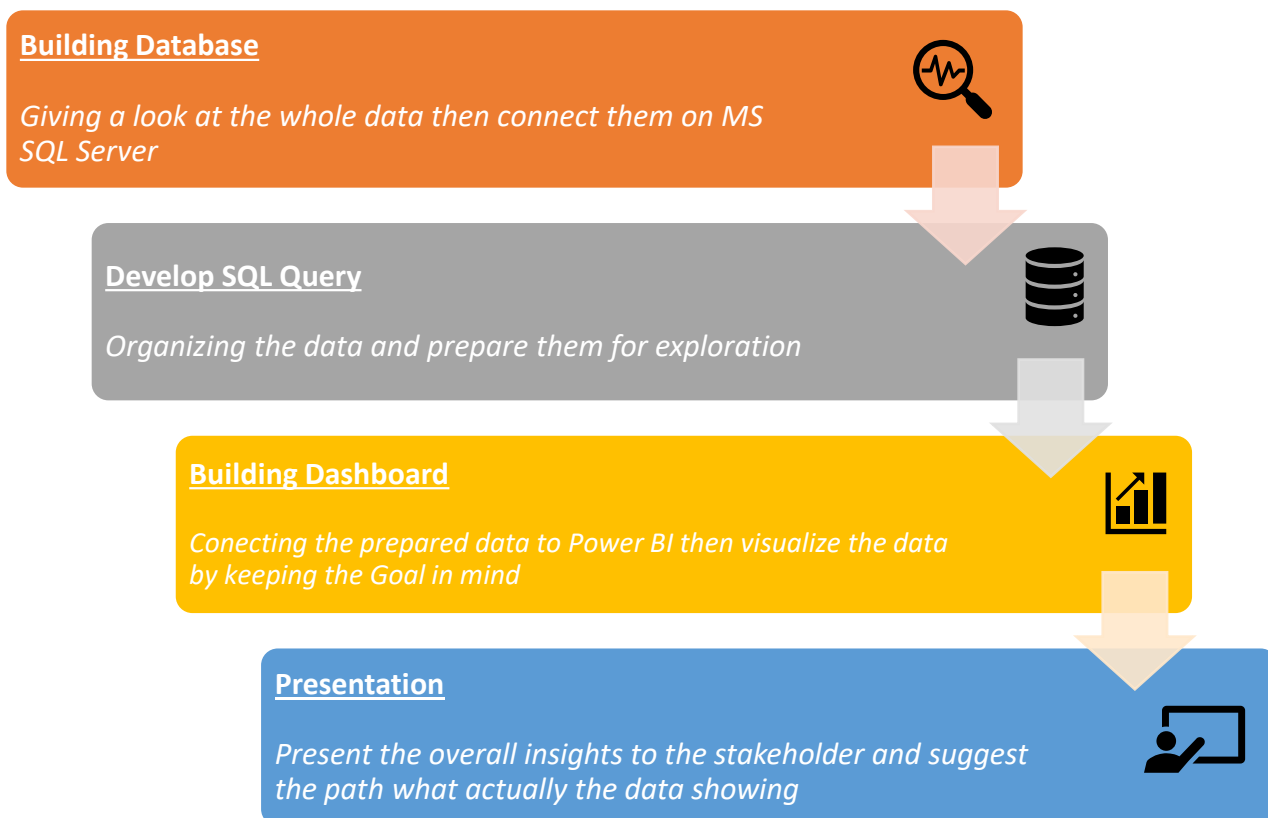 Building Database
Giving a look at the whole data then connect them on MS
SQL Server
Develop SQL Query
Organizing the data and prepare them for exploration
Building Dashboard
Conecting the prepared data to Power BI then visualize the data
by keeping the Goal in mind
Presentation
Present the overall insights to the stakeholder and suggest
the path what actually the data showing